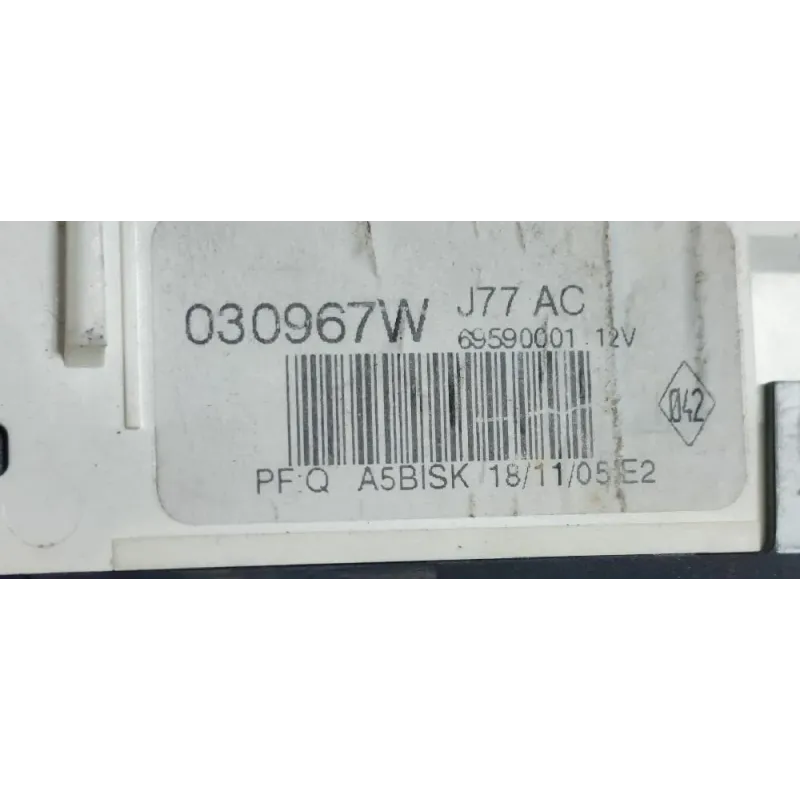 030967W J77 AC
69590001 12V
042
PF:Q A5BISK 18/11/05 E2